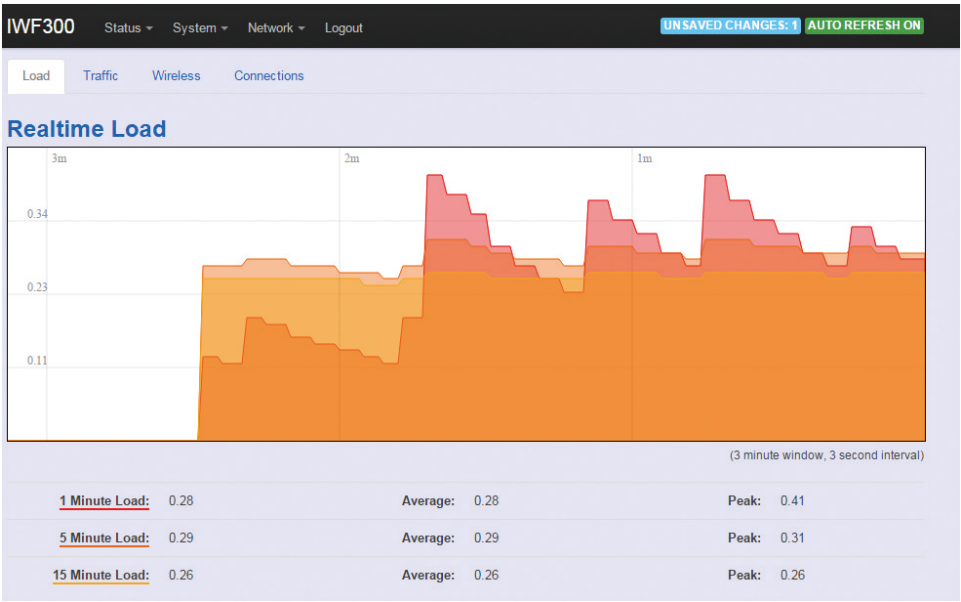 IWF300 Status System Network Logout UNSAVED CHANGES: 1 AUTO REFRESH ON
Load Traffic Wireless Connections
Realtime Load
3m 2m 1m
0.34
0.23
0.11
(3 minute window, 3 second interval)
1 Minute Load: 0.28 Average: 0.28 Peak: 0.41
5 Minute Load: 0.29 Average: 0.29 Peak: 0.31
15 Minute Load: 0.26 Average: 0.26 Peak: 0.26